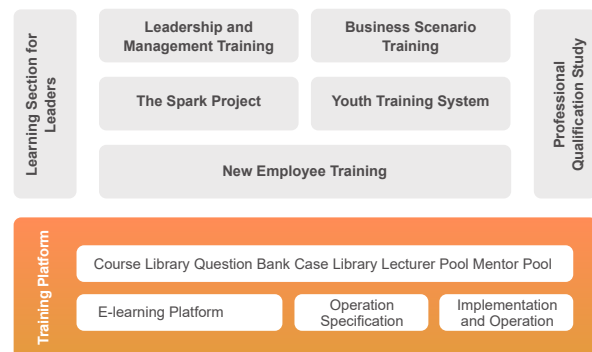 Learning Section for
Leaders
Leadership and
Management Training
Business Scenario
Training
The Spark Project
Youth Training System
New Employee Training
Professional
Qualification Study
Training Platform
Course Library Question Bank Case Library Lecturer Pool Mentor Pool
E-learning Platform
Operation
Specification
Implementation
and Operation